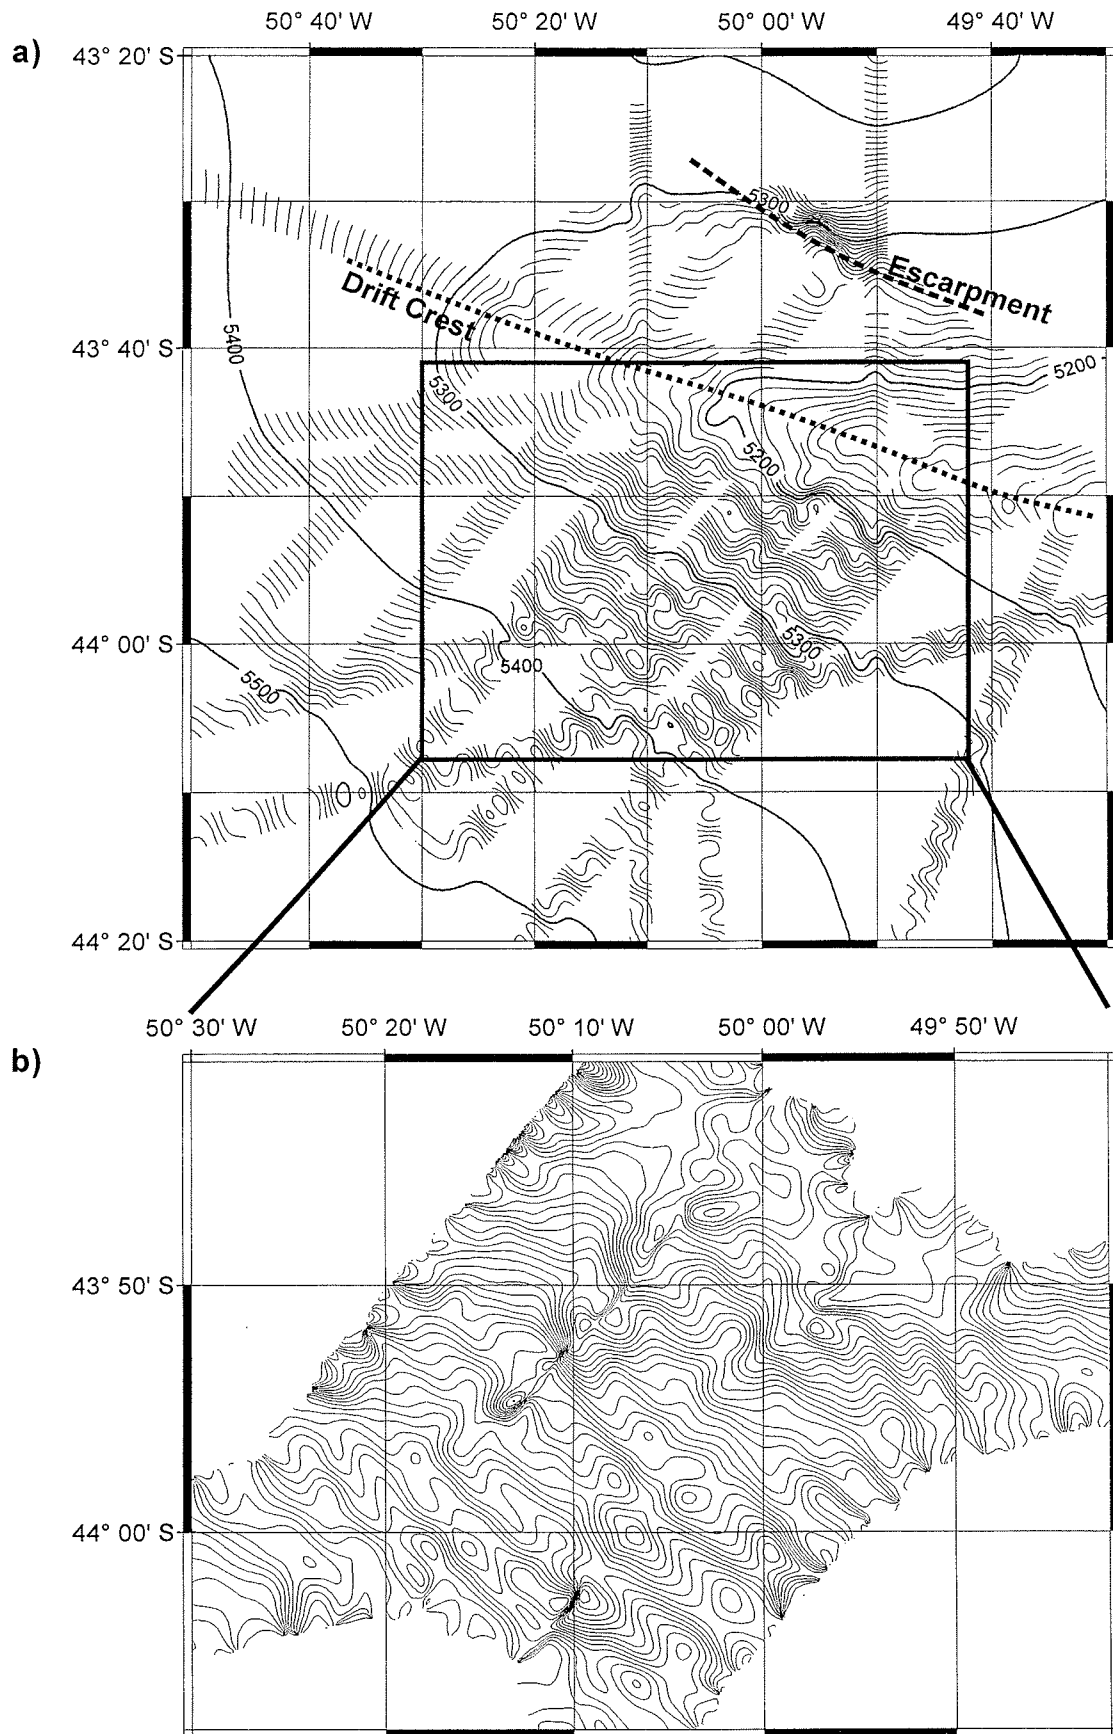 50° 40' W 50° 20' W 50° 00' W 49° 40' W
a)
43° 20' S
5300
Escarpment
Drift Crest
5400
43° 40' S
5200
5300
5200
44° 00' S
5300
5400
5500
44° 20' S
50° 30' W 50° 20' W 50° 10' W 50° 00' W 49° 50' W
b)
43° 50' S
44° 00' S